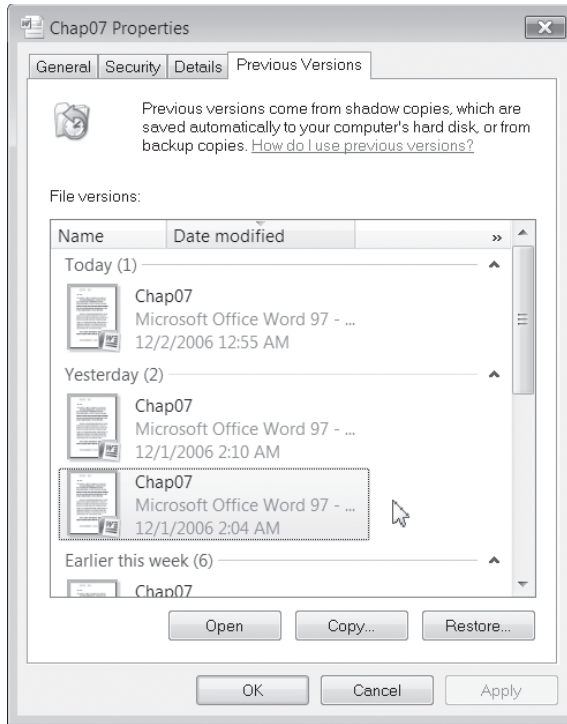 Chap07 Properties
General Security Details Previous Versions
Previous versions come from shadow copies, which are
saved automatically to your computer's hard disk, or from
backup copies. How do I use previous versions?
File versions:
Name Date modified »
Today (1)
Chap07
Microsoft Office Word 97 - ...
12/2/2006 12:55 AM
Yesterday (2)
Chap07
Microsoft Office Word 97 - ...
12/1/2006 2:10 AM
Chap07
Microsoft Office Word 97 - ...
12/1/2006 2:04 AM
Earlier this week (6)
Chap07
Open Copy... Restore...
OK Cancel Apply